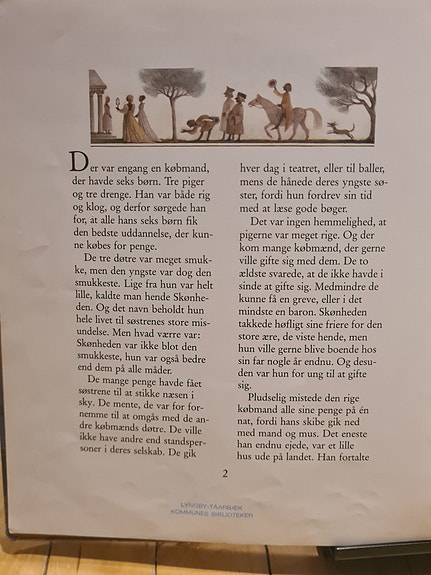 Der var engang en købmand,
der havde seks børn. Tre piger
og tre drenge. Han var både rig
og klog, og derfor sørgede han
for, at alle hans seks børn fik
den bedste uddannelse, der kun-
ne købes for penge.
De tre døtre var meget smuk-
ke, men den yngste var dog den
smukkeste. Lige fra hun var helt
lille, kaldte man hende Skønhe-
den. Og det navn beholdt hun
hele livet til søstrenes store mis-
undelse. Men hvad værre var:
Skønheden var ikke blot den
smukkeste, hun var også bedre
end dem på alle måder.
De mange penge havde fået
søstrene til at stikke næsen i
sky. De mente, de var for for-
nemme til at omgås med de an-
dre købmænds døtre. De ville
ikke have andre end standsper-
soner i deres selskab. De gik
hver dag i teatret, eller til baller,
mens de hånede deres yngste sø-
ster, fordi hun fordrev sin tid
med at læse gode bøger.
Det var ingen hemmelighed, at
pigerne var meget rige. Og der
kom mange købmænd, der gerne
ville gifte sig med dem. De to
ældste svarede, at de ikke havde i
sinde at gifte sig. Medmindre de
kunne få en greve, eller i det
mindste en baron. Skønheden
takkede høfligt sine friere for den
store ære, de viste hende, men
hun ville gerne blive boende hos
sin far nogle år endnu. Og desu-
den var hun for ung til at gifte
sig.
Pludselig mistede den rige
købmand alle sine penge på én
nat, fordi hans skibe gik ned
med mand og mus. Det eneste
han endnu ejede, var et lille
hus ude på landet. Han fortalte
2
LYNGBY-TAARBÆK
KOMMUNES BIBLIOTEKER